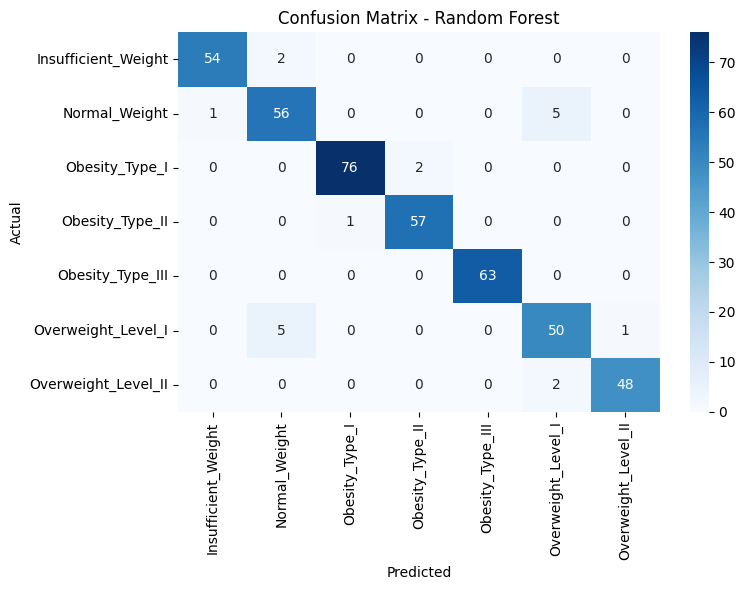 Confusion Matrix - Random Forest
Actual
Insufficient_Weight 54 2 0 0 0 0 0
Normal_Weight 1 56 0 0 0 5 0
Obesity_Type_I 0 0 76 2 0 0 0
Obesity_Type_II 0 0 1 57 0 0 0
Obesity_Type_III 0 0 0 0 63 0 0
Overweight_Level_I 0 5 0 0 0 50 1
Overweight_Level_II 0 0 0 0 0 2 48
Insufficient_Weight
Normal_Weight
Obesity_Type_I
Obesity_Type_II
Obesity_Type_III
Overweight_Level_I
Overweight_Level_II
Predicted
70
60
50
40
30
20
10
0